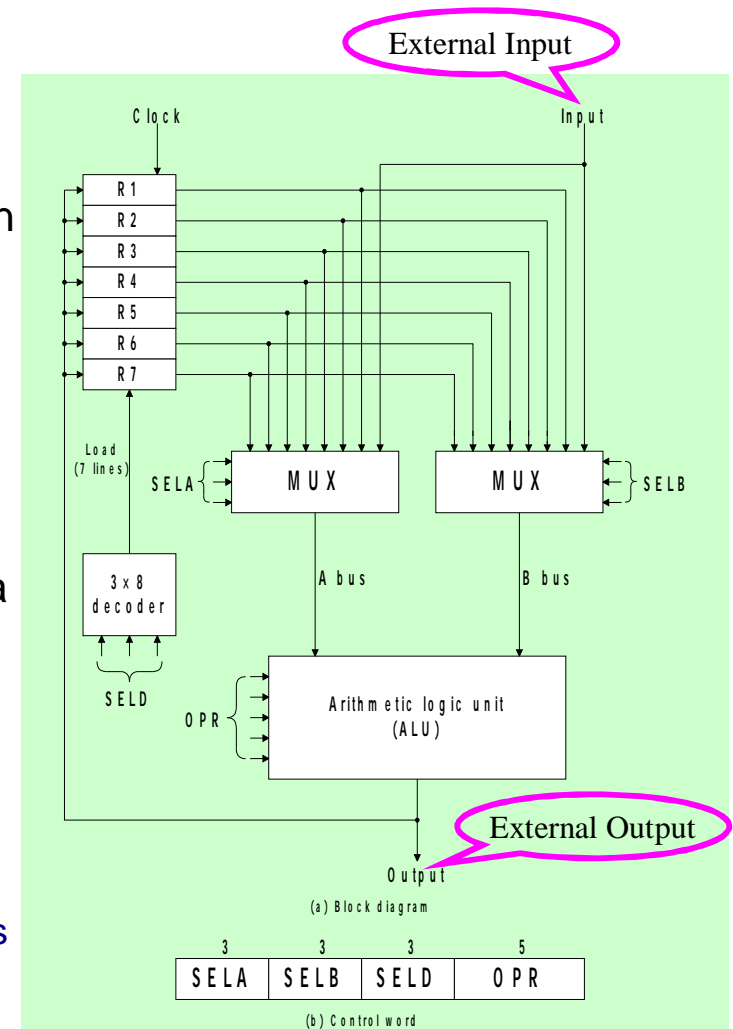 External Input
Clock
Input
R1
R2
R3
R4
R5
R6
R7
n
Load
(7 lines)
SELA
MUX
MUX
SELB
3 × 8
decoder
a
A bus
B bus
SELD
OPR
Arithmetic logic unit
(ALU)
External Output
Output
(a) Block diagram
s
3 3 3 5
SELA SELB SELD OPR
(b) Control word